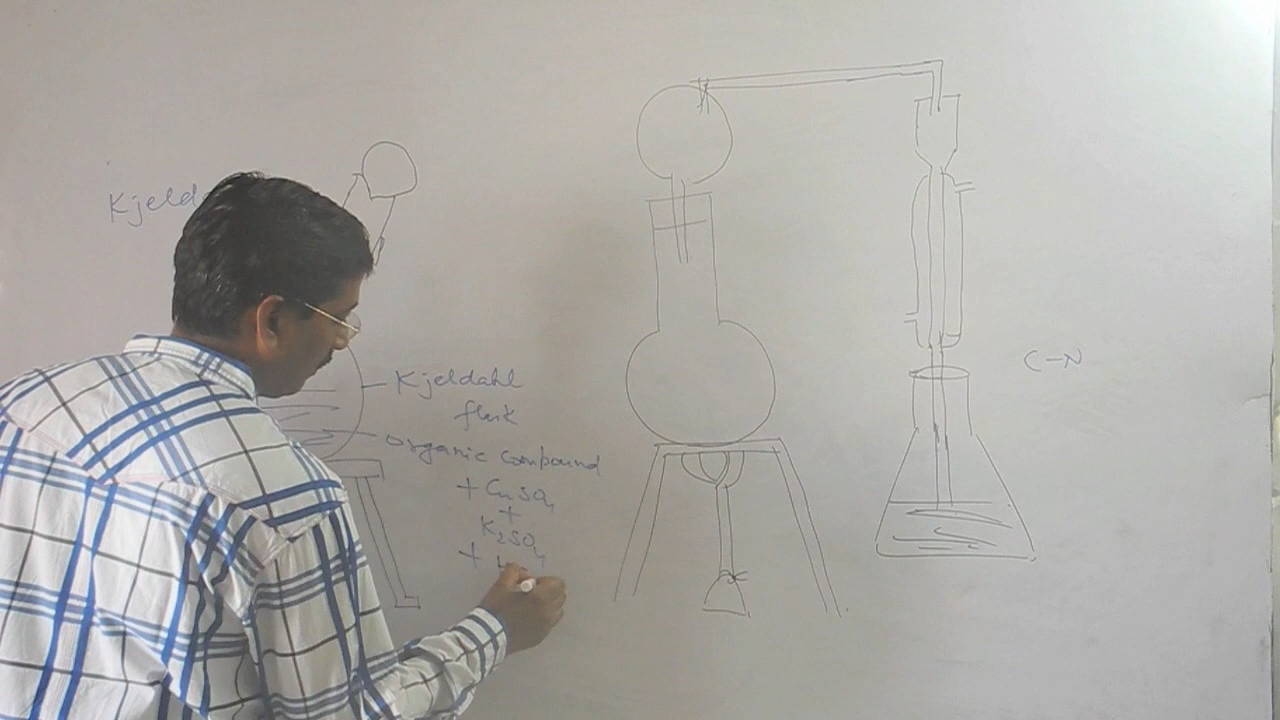 Kjeld
Kjeldahl
flask
organic compound
+ CuSO4
+
K2SO4
+
C-N